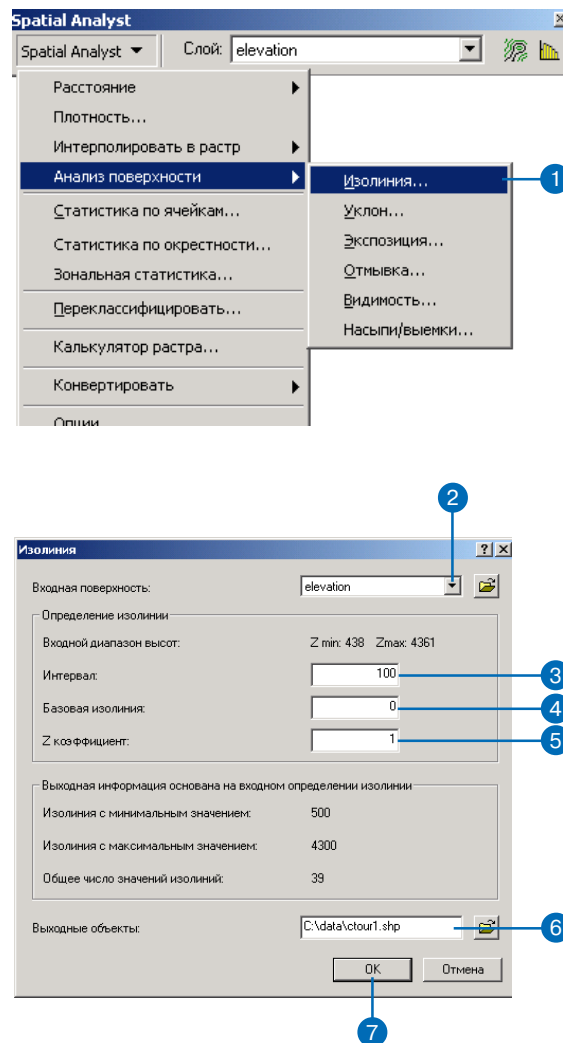 Spatial Analyst
Spatial Analyst Слой: elevation
Расстояние
Плотность...
Интерполировать в растр
Анализ поверхности
Статистика по ячейкам...
Статистика по окрестности...
Зональная статистика...
Переклассифицировать...
Калькулятор растра...
Конвертировать
Опции
Изолиния... 1
Уклон...
Экспозиция...
Отмывка...
Видимость...
Насыпи/выемки...
2
Изолиния
Входная поверхность: elevation
Определение изолинии
Входной диапазон высот: Z min: 438 Zmax: 4361
Интервал: 100 3
Базовая изолиния: 0 4
Z коэффициент: 1 5
Выходная информация основана на входном определении изолинии
Изолиния с минимальным значением: 500
Изолиния с максимальным значением: 4300
Общее число значений изолиний: 39
Выходные объекты: C:\data\ctour1.shp 6
OK Отмена
7